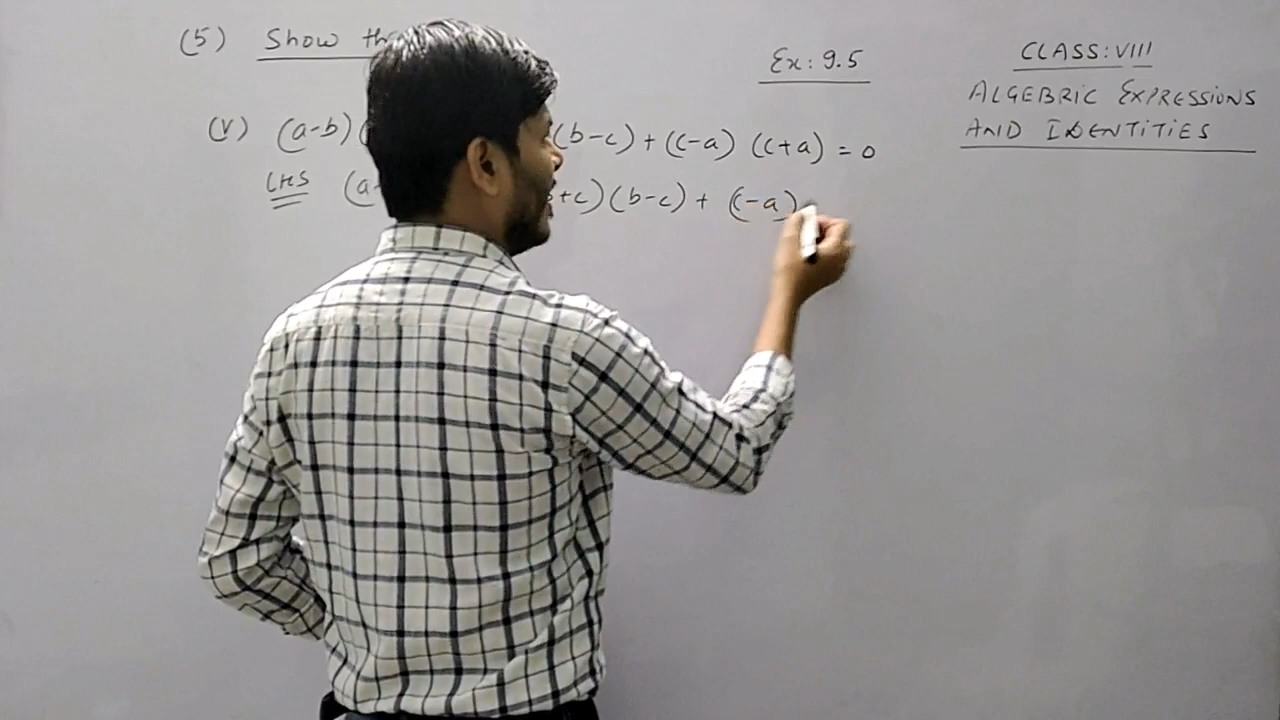 (5) Show th
Ex: 9.5
CLASS: VIII
ALGEBRIC EXPRESSIONS
AND IDENTITIES
(V) (a-b)( (b-c)+(c-a) (c+a) = 0
LHS (a- +c)(b-c) + (c-a)